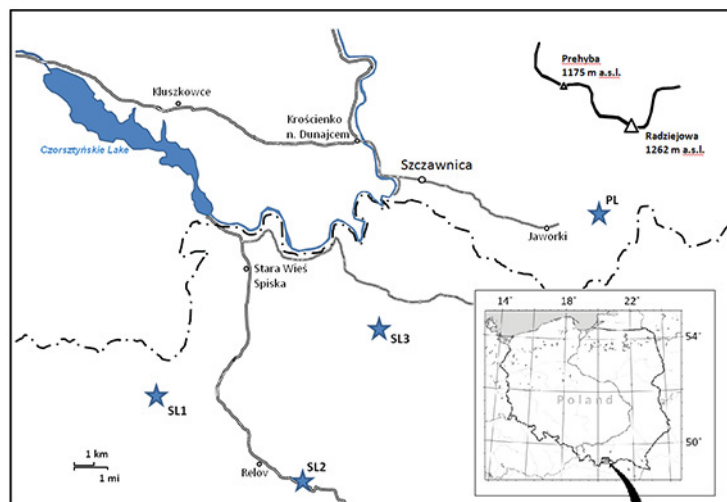 Prehyba
1175 m a.s.l.
Kluszkowce
Krościenko
n. Dunajcem
Radziejowa
1262 m a.s.l.
Czorsztyńskie Lake
Szczawnica
PL
Jaworki
Stara Wieś
Spiska
14° 18° 22°
54°
SL3
Poland
SL1
50°
1 km
1 mi
Relov
SL2